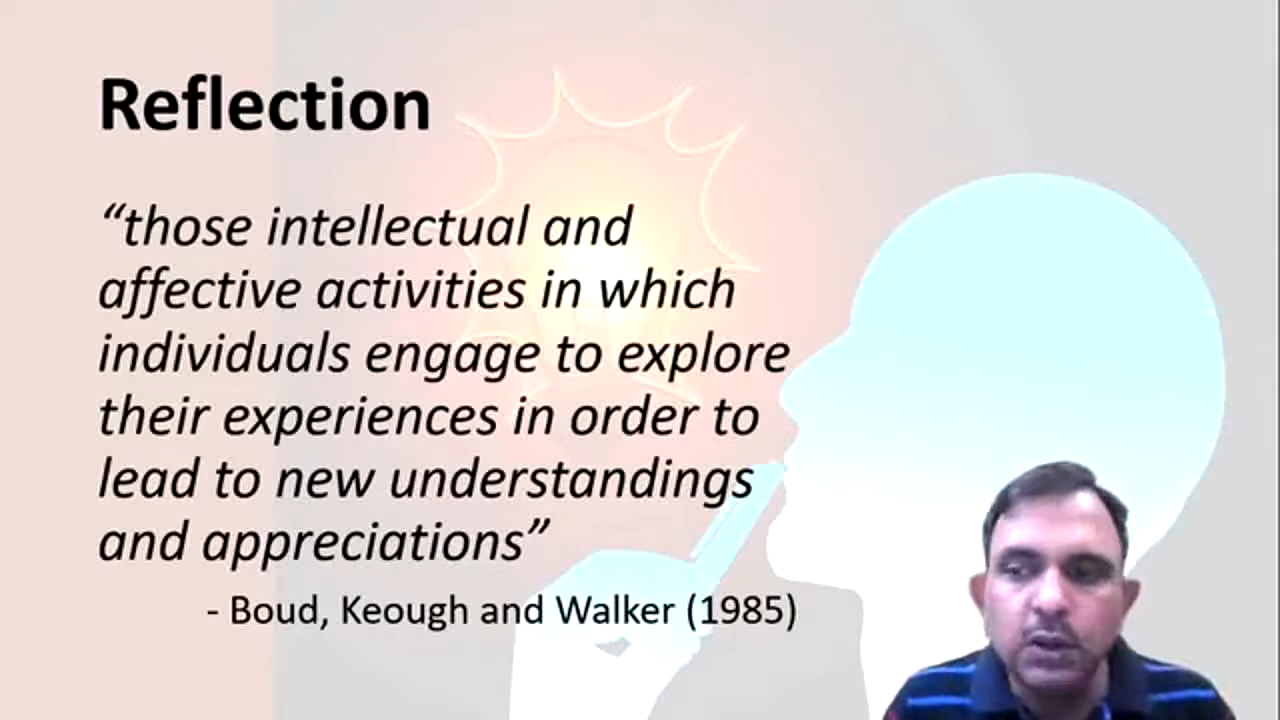 Reflection
“those intellectual and
affective activities in which
individuals engage to explore
their experiences in order to
lead to new understandings
and appreciations”
- Boud, Keough and Walker (1985)